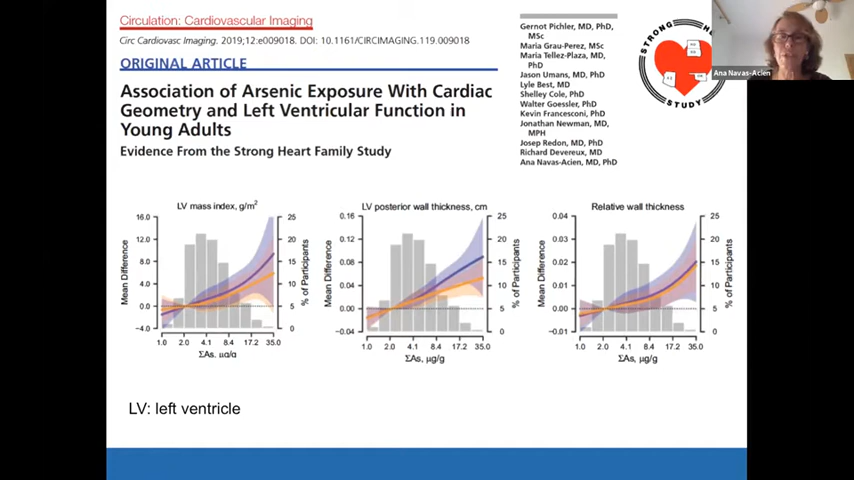 Circulation: Cardiovascular Imaging
Circ Cardiovasc Imaging. 2019;12:e009018. DOI: 10.1161/CIRCIMAGING.119.009018
ORIGINAL ARTICLE
Association of Arsenic Exposure With Cardiac
Geometry and Left Ventricular Function in
Young Adults
Evidence From the Strong Heart Family Study
Gernot Pichler, MD, PhD,
MSc
Maria Grau-Perez, MSc
Maria Tellez-Plaza, MD,
PhD
Jason Umans, MD, PhD
Lyle Best, MD
Shelley Cole, PhD
Walter Goessler, PhD
Kevin Francesconi, PhD
Jonathan Newman, MD,
MPH
Josep Redon, MD, PhD
Richard Devereux, MD
Ana Navas-Acien, MD, PhD
STRONG HE
STUDY
Ana Navas-Acien
LV mass index, g/m²
16.0
12.0
8.0
4.0
0.0
−4.0
Mean Difference
25
20
15
10
5
0
% of Participants
1.0 2.0 4.1 8.4 17.2 35.0
ΣAs, µg/g
LV posterior wall thickness, cm
0.16
0.12
0.08
0.04
0.00
−0.04
Mean Difference
25
20
15
10
5
0
% of Participants
1.0 2.0 4.1 8.4 17.2 35.0
ΣAs, µg/g
Relative wall thickness
0.04
0.03
0.02
0.01
0.00
−0.01
Mean Difference
25
20
15
10
5
0
% of Participants
1.0 2.0 4.1 8.4 17.2 35.0
ΣAs, µg/g
LV: left ventricle